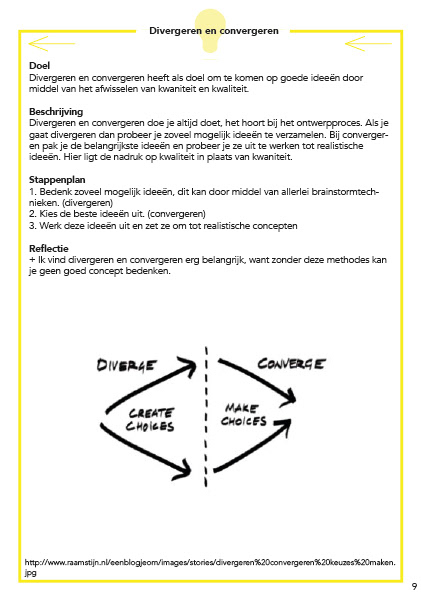 Divergeren en convergeren
Doel
Divergeren en convergeren heeft als doel om te komen op goede ideeën door
middel van het afwisselen van kwaniteit en kwaliteit.
Beschrijving
Divergeren en convergeren doe je altijd doet, het hoort bij het ontwerpproces. Als je
gaat divergeren dan probeer je zoveel mogelijk ideeën te verzamelen. Bij converger-
en pak je de belangrijkste ideeën en probeer je ze uit te werken tot realistische
ideeën. Hier ligt de nadruk op kwaliteit in plaats van kwaniteit.
Stappenplan
1. Bedenk zoveel mogelijk ideeën, dit kan door middel van allerlei brainstormtech-
nieken. (divergeren)
2. Kies de beste ideeën uit. (convergeren)
3. Werk deze ideeën uit en zet ze om tot realistische concepten
Reflectie
+ Ik vind divergeren en convergeren erg belangrijk, want zonder deze methodes kan
je geen goed concept bedenken.
DIVERGE
CONVERGE
CREATE
CHOICES
MAKE
CHOICES
http://www.raamstijn.nl/eenblogjeom/images/stories/divergeren%20convergeren%20keuzes%20maken.
jpg
9